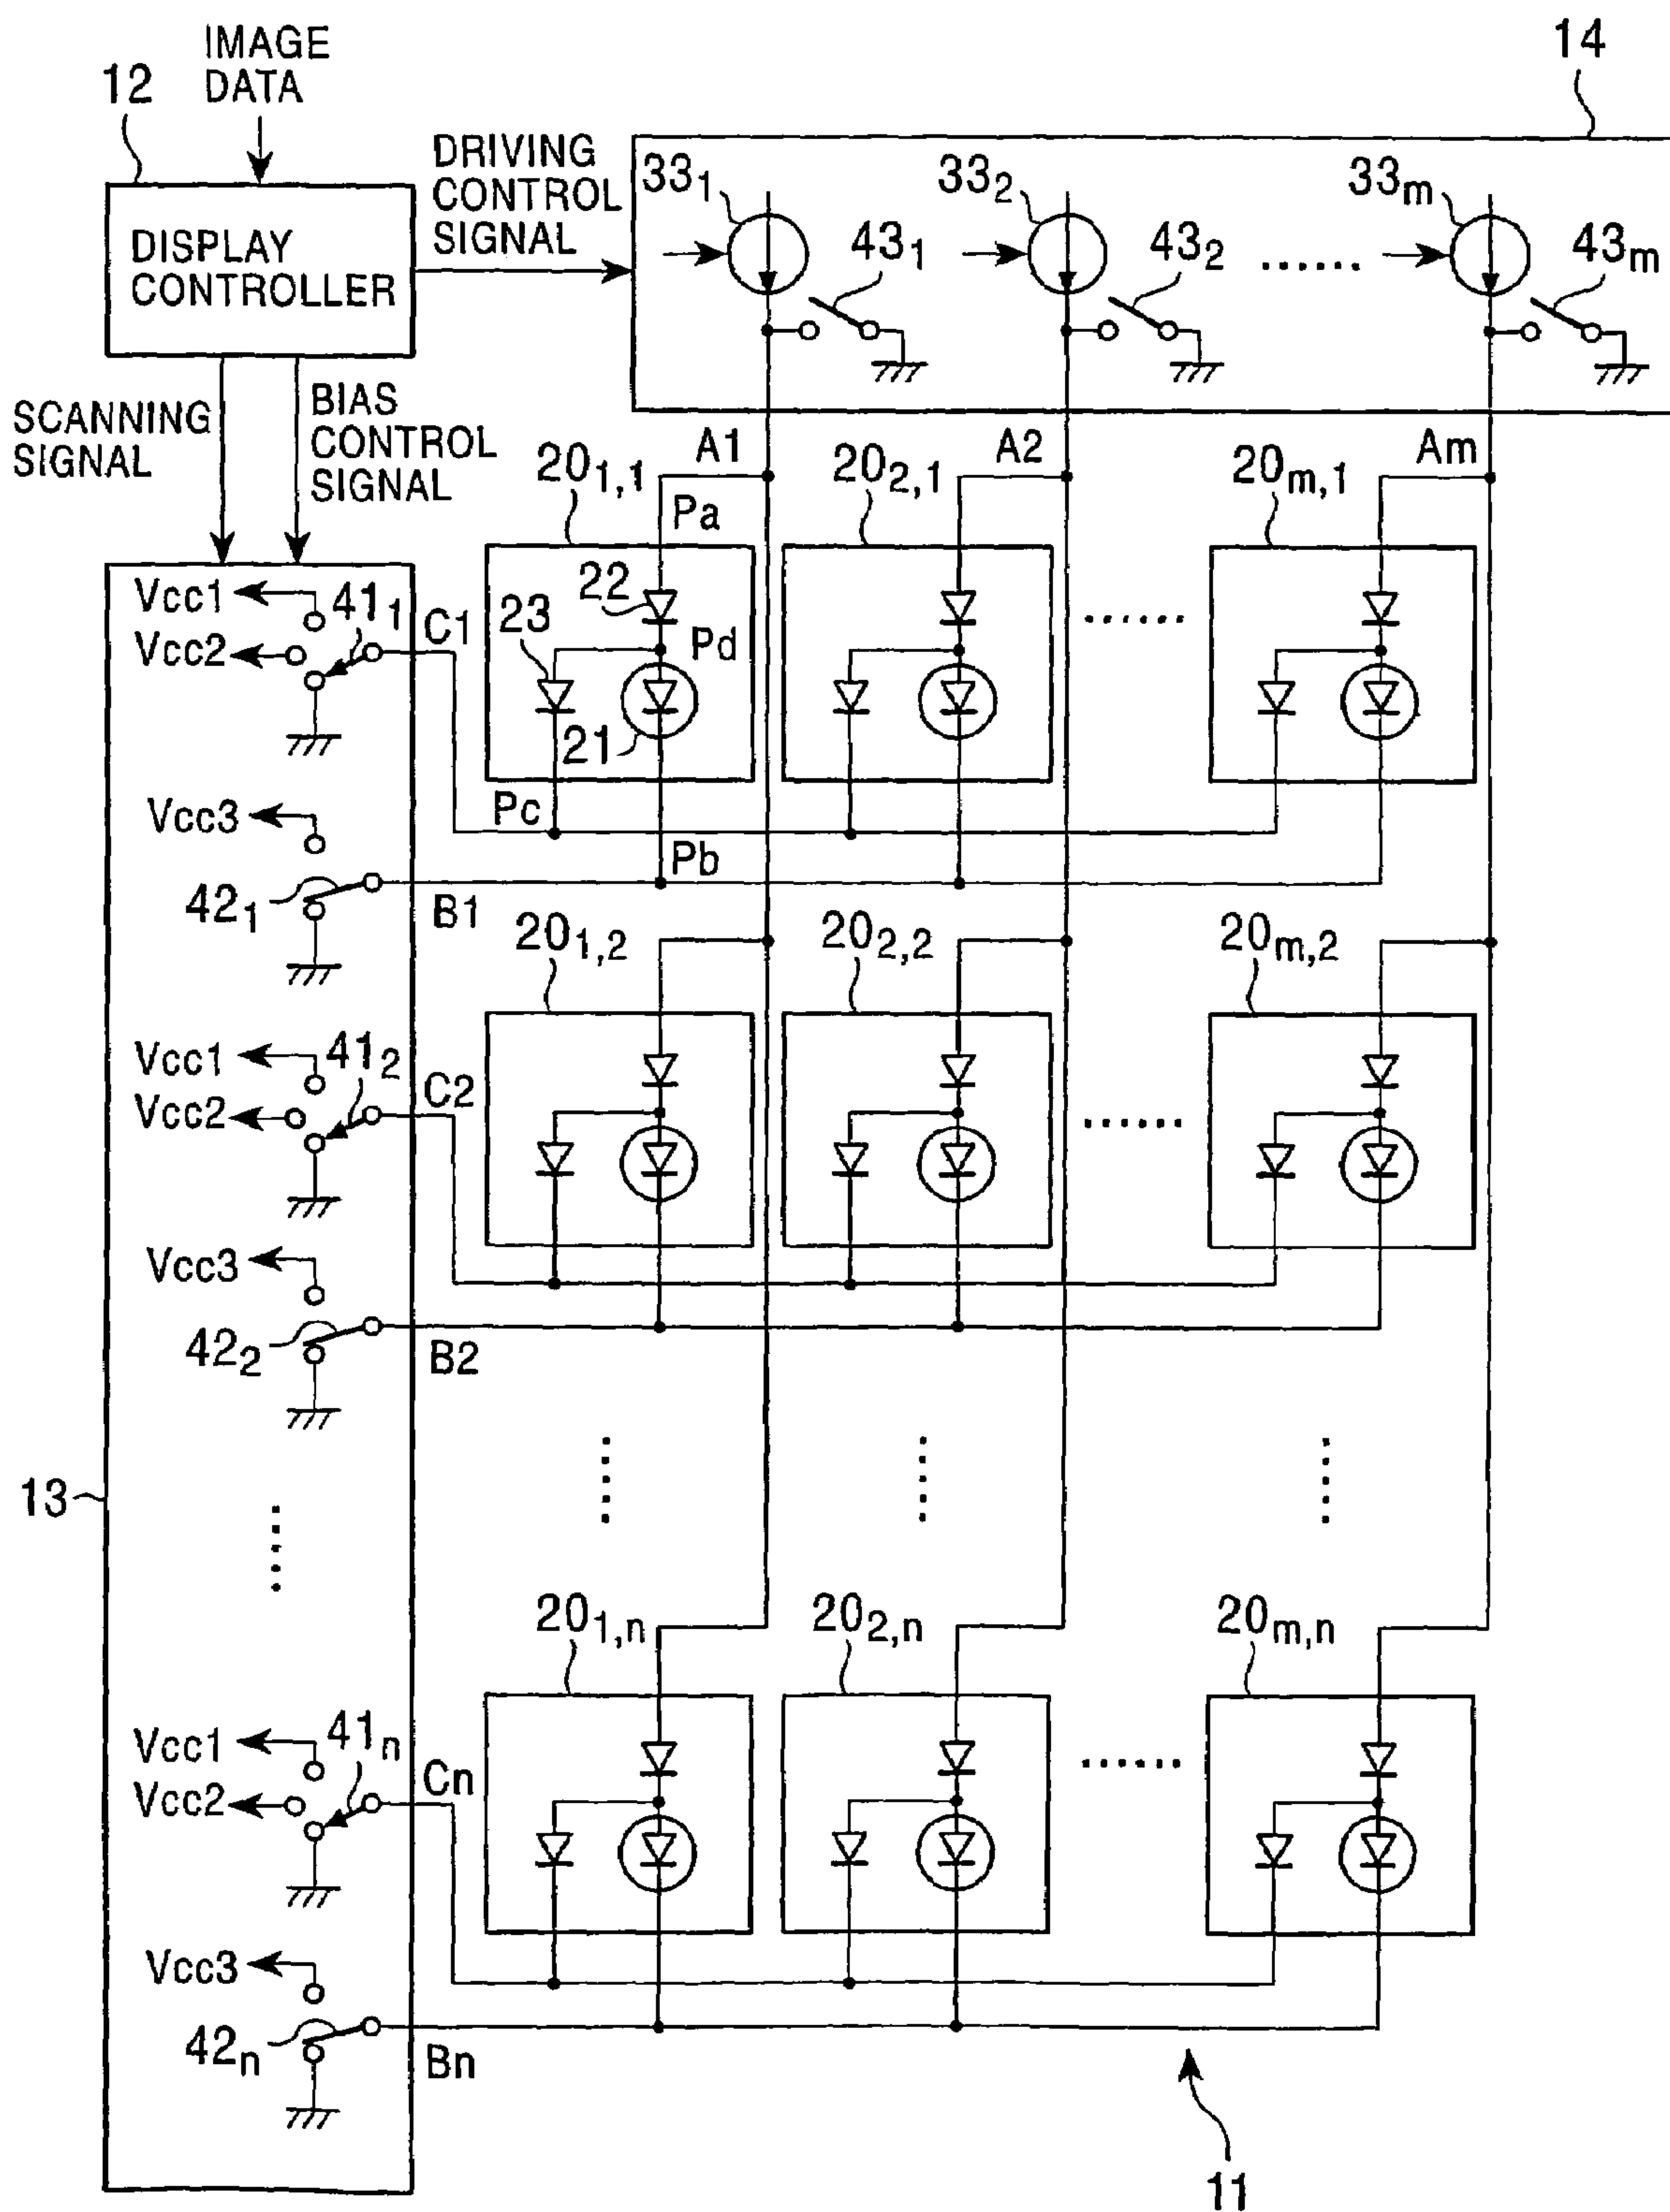 IMAGE
DATA
12
14
DRIVING
CONTROL
SIGNAL
DISPLAY
CONTROLLER
33₁
43₁
33₂
43₂
33ₘ
43ₘ
SCANNING
SIGNAL
BIAS
CONTROL
SIGNAL
A1
A2
Am
20₁,₁
20₂,₁
20ₘ,₁
Pa
Vcc1
41₁
C1
22
23
Pd
Vcc2
21
Pc
Vcc3
Pb
42₁
B1
20₁,₂
20₂,₂
20ₘ,₂
Vcc1
41₂
C2
Vcc2
Vcc3
42₂
B2
13
20₁,ₙ
20₂,ₙ
20ₘ,ₙ
Vcc1
41ₙ
Cn
Vcc2
Vcc3
42ₙ
Bn
11